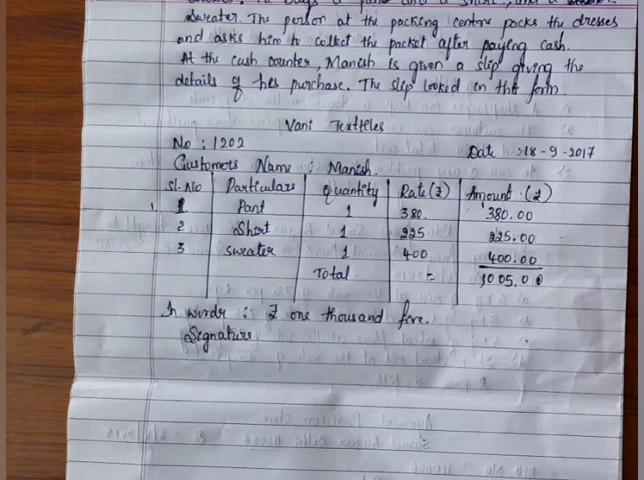 sweater. The person at the packing centre packs the dresses
and asks him to collect the packet after paying cash.
At the cash counter, Manish is given a slip giving the
details of his purchase. The slip looked in the form.
Vani Textiles
No : 1202 Date :18-9-2017
Customers Name : Manish.
Sl.No Particulars Quantity Rate(₹) Amount (₹)
1 Pant 1 380 380.00
2 Shirt 1 225 225.00
3 sweater 1 400 400.00
Total = 1005.00
In words : ₹ one thousand five.
Signature